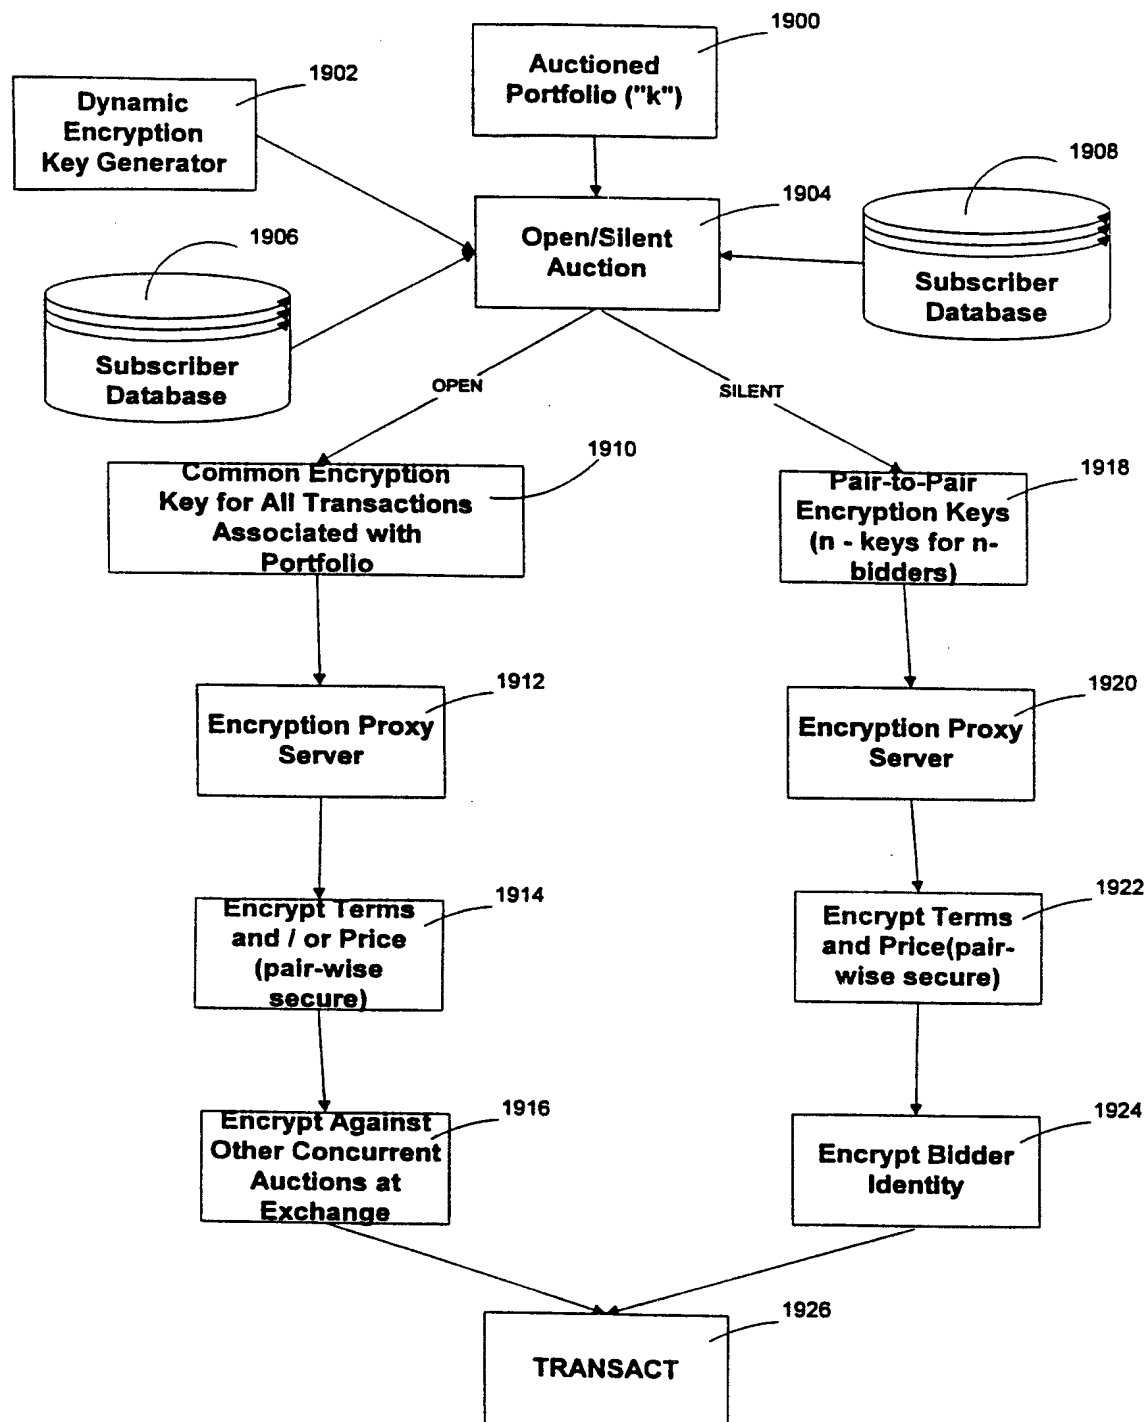 1900
Auctioned
Portfolio ("k")
1902
Dynamic
Encryption
Key Generator
1904
Open/Silent
Auction
1908
Subscriber
Database
1906
Subscriber
Database
OPEN
SILENT
1910
Common Encryption
Key for All Transactions
Associated with
Portfolio
1918
Pair-to-Pair
Encryption Keys
(n - keys for n-
bidders)
1912
Encryption Proxy
Server
1920
Encryption Proxy
Server
1914
Encrypt Terms
and / or Price
(pair-wise
secure)
1922
Encrypt Terms
and Price(pair-
wise secure)
1916
Encrypt Against
Other Concurrent
Auctions at
Exchange
1924
Encrypt Bidder
Identity
1926
TRANSACT